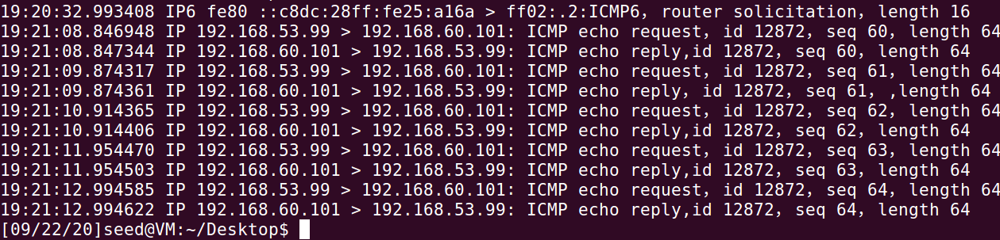 19:20:32.993408 IP6 fe80 ::c8dc:28ff:fe25:a16a > ff02:.2:ICMP6, router solicitation, length 16
19:21:08.846948 IP 192.168.53.99 > 192.168.60.101: ICMP echo request, id 12872, seq 60, length 64
19:21:08.847344 IP 192.168.60.101 > 192.168.53.99: ICMP echo reply,id 12872, seq 60, length 64
19:21:09.874317 IP 192.168.53.99 > 192.168.60.101: ICMP echo request, id 12872, seq 61, length 64
19:21:09.874361 IP 192.168.60.101 > 192.168.53.99: ICMP echo reply, id 12872, seq 61, ,length 64
19:21:10.914365 IP 192.168.53.99 > 192.168.60.101: ICMP echo request, id 12872, seq 62, length 64
19:21:10.914406 IP 192.168.60.101 > 192.168.53.99: ICMP echo reply,id 12872, seq 62, length 64
19:21:11.954470 IP 192.168.53.99 > 192.168.60.101: ICMP echo request, id 12872, seq 63, length 64
19:21:11.954503 IP 192.168.60.101 > 192.168.53.99: ICMP echo reply,id 12872, seq 63, length 64
19:21:12.994585 IP 192.168.53.99 > 192.168.60.101: ICMP echo request, id 12872, seq 64, length 64
19:21:32.994622 IP 192.168.60.101 > 192.168.53.99: ICMP echo reply,id 12872, seq 64, length 64
[09/22/20]seed@VM:~/Desktop$